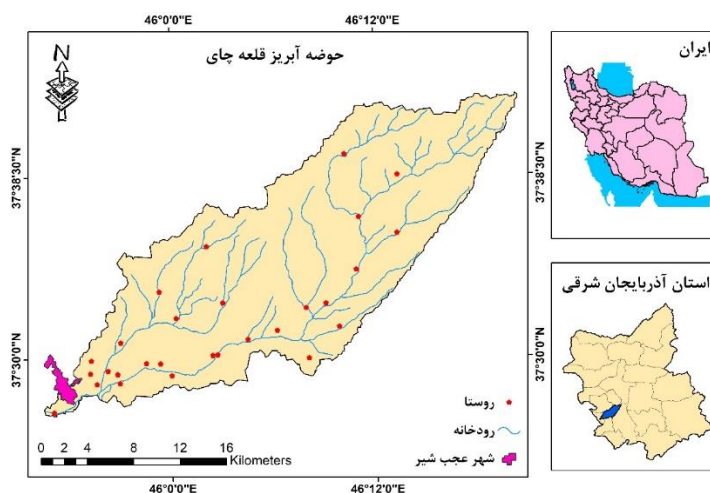 46°0'0"E
46°12'0"E
حوضه آبریز قلعه چای
N
37°38'30"N
37°30'0"N
روستا
رودخانه
شهر عجب شیر
0 2 4 8 12 16
Kilometers
46°0'0"E
46°12'0"E
ایران
37°38'30"N
استان آذربایجان شرقی
37°30'0"N